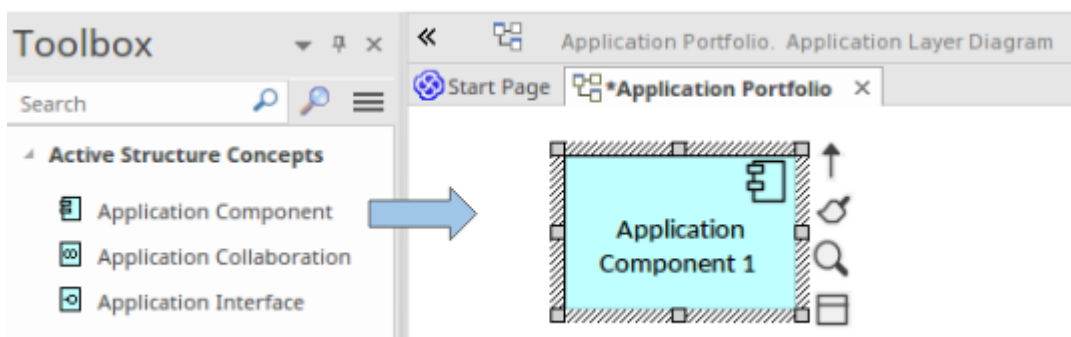 Toolbox
Application Portfolio. Application Layer Diagram
Search
Start Page
*Application Portfolio
Active Structure Concepts
Application Component
Application Collaboration
Application Interface
Application
Component 1